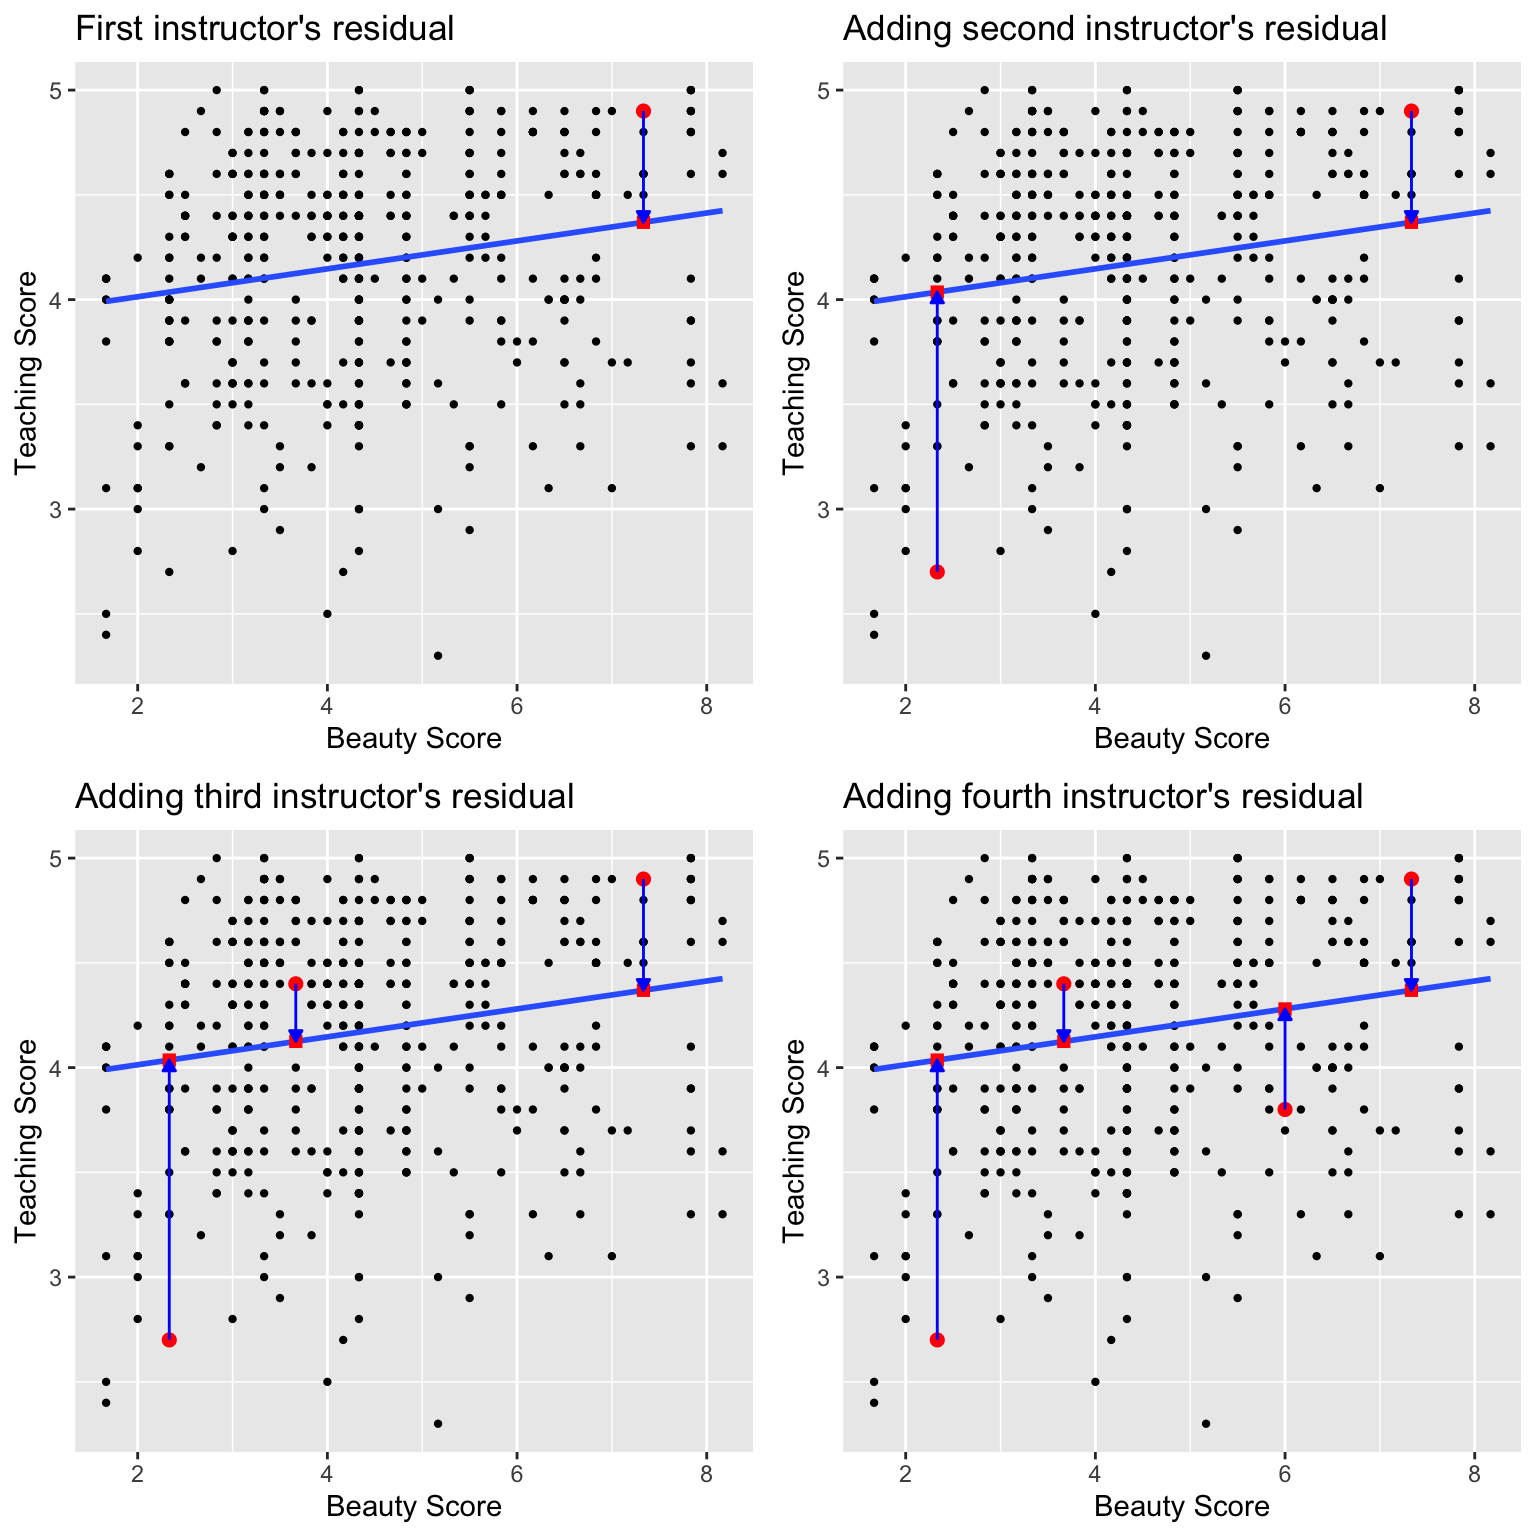 First instructor's residual
5
4
3
Teaching Score
2 4 6 8
Beauty Score
Adding second instructor's residual
5
4
3
Teaching Score
2 4 6 8
Beauty Score
Adding third instructor's residual
5
4
3
Teaching Score
2 4 6 8
Beauty Score
Adding fourth instructor's residual
5
4
3
Teaching Score
2 4 6 8
Beauty Score